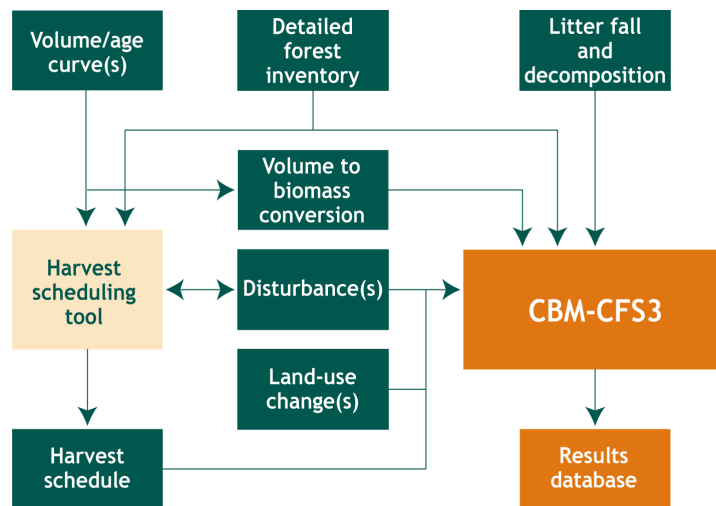 Volume/age
curve(s)
Detailed
forest
inventory
Litter fall
and
decomposition
Volume to
biomass
conversion
Harvest
scheduling
tool
Disturbance(s)
CBM-CFS3
Land-use
change(s)
Harvest
schedule
Results
database